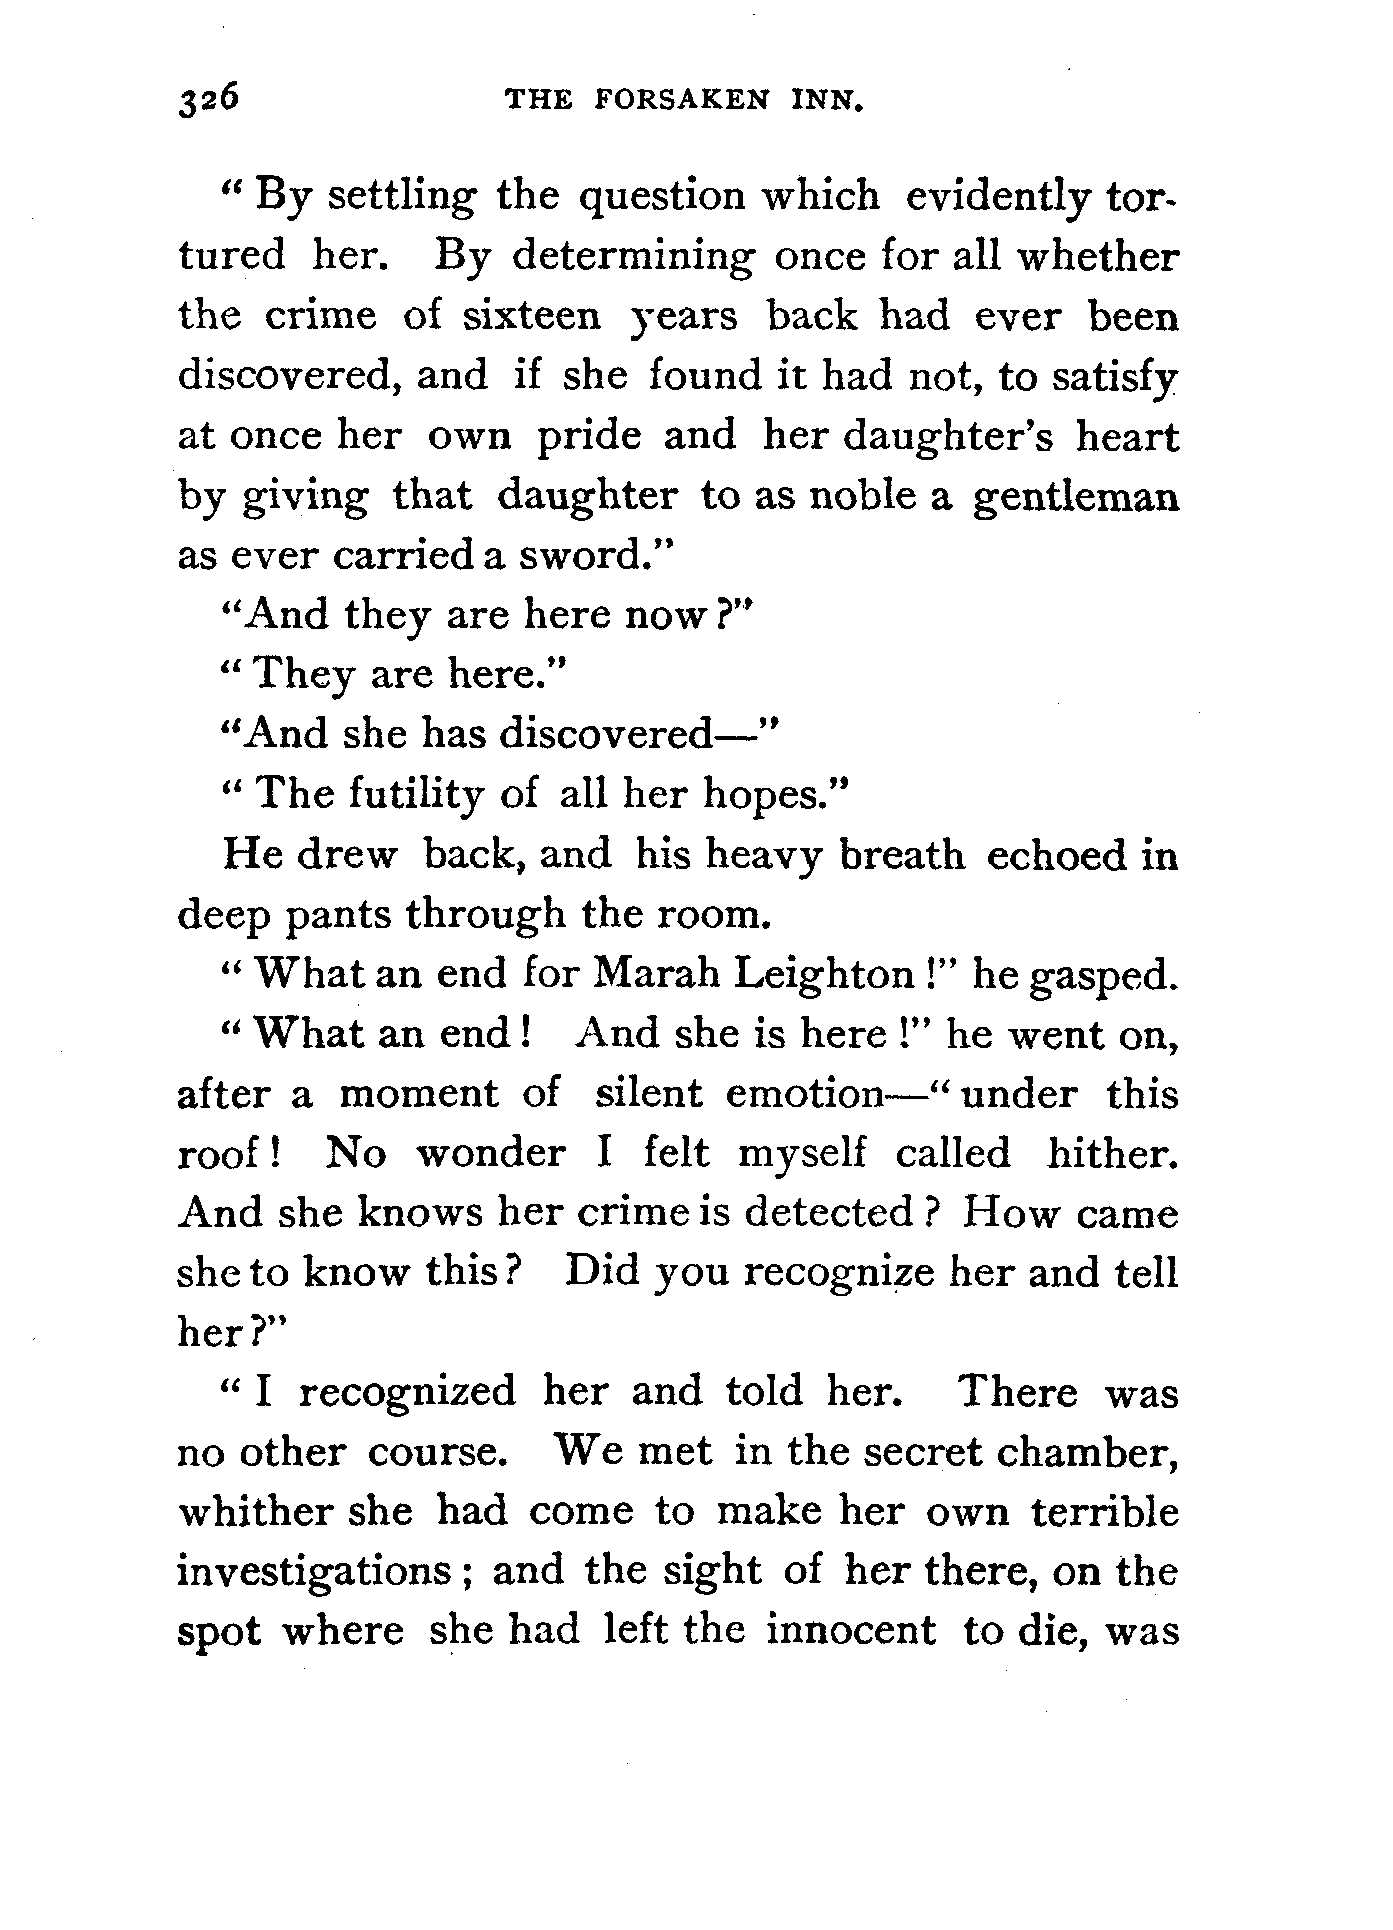 326 THE FORSAKEN INN.
“ By settling the question which evidently tor-
tured her. By determining once for all whether
the crime of sixteen years back had ever been
discovered, and if she found it had not, to satisfy
at once her own pride and her daughter’s heart
by giving that daughter to as noble a gentleman
as ever carried a sword.”
“And they are here now ?”
“ They are here.”
“And she has discovered—”
“ The futility of all her hopes.”
He drew back, and his heavy breath echoed in
deep pants through the room.
“ What an end for Marah Leighton !” he gasped.
“ What an end ! And she is here !” he went on,
after a moment of silent emotion—“ under this
roof ! No wonder I felt myself called hither.
And she knows her crime is detected ? How came
she to know this ? Did you recognize her and tell
her ?”
“ I recognized her and told her. There was
no other course. We met in the secret chamber,
whither she had come to make her own terrible
investigations ; and the sight of her there, on the
spot where she had left the innocent to die, was